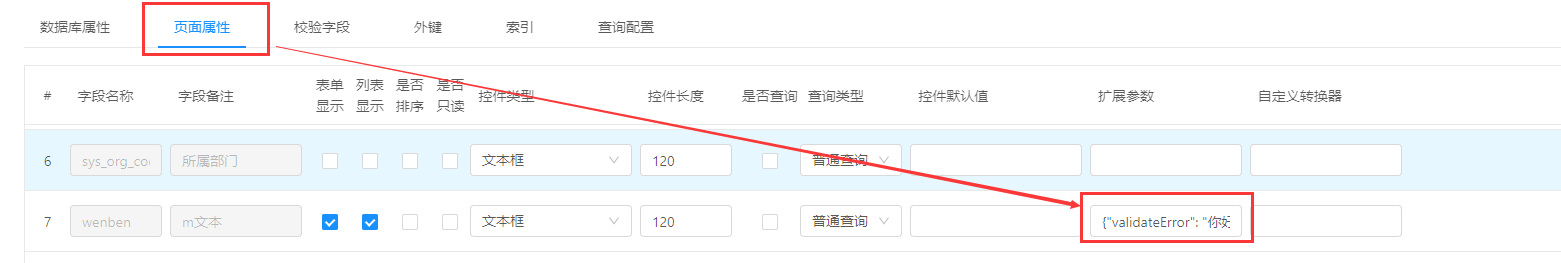 数据库属性 页面属性 校验字段 外键 索引 查询配置
# 字段名称 字段备注 表单显示 列表显示 是否排序 是否只读 控件类型 控件长度 是否查询 查询类型 控件默认值 扩展参数 自定义转换器
6 sys_org_co 所属部门 文本框 120 普通查询
7 wenben m文本 文本框 120 普通查询 {"validateError": "你好